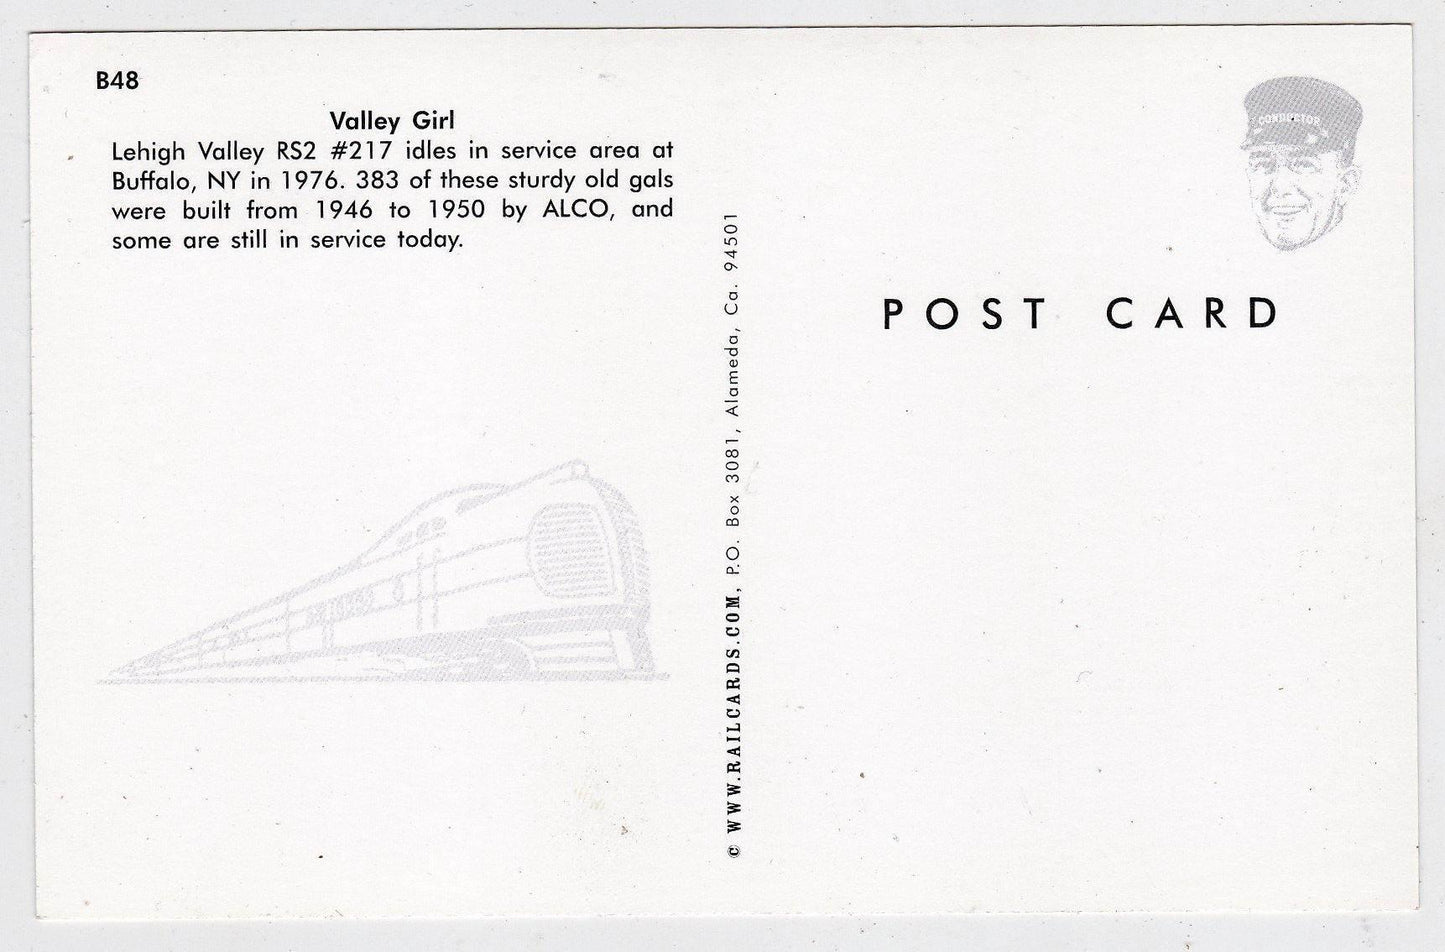 B48
Valley Girl
Lehigh Valley RS2 #217 idles in service area at
Buffalo, NY in 1976. 383 of these sturdy old gals
were built from 1946 to 1950 by ALCO, and
some are still in service today.
© WWW.RAILCARDS.COM, P.O. Box 3081, Alameda, Ca. 94501
CONDUCTOR
POST CARD